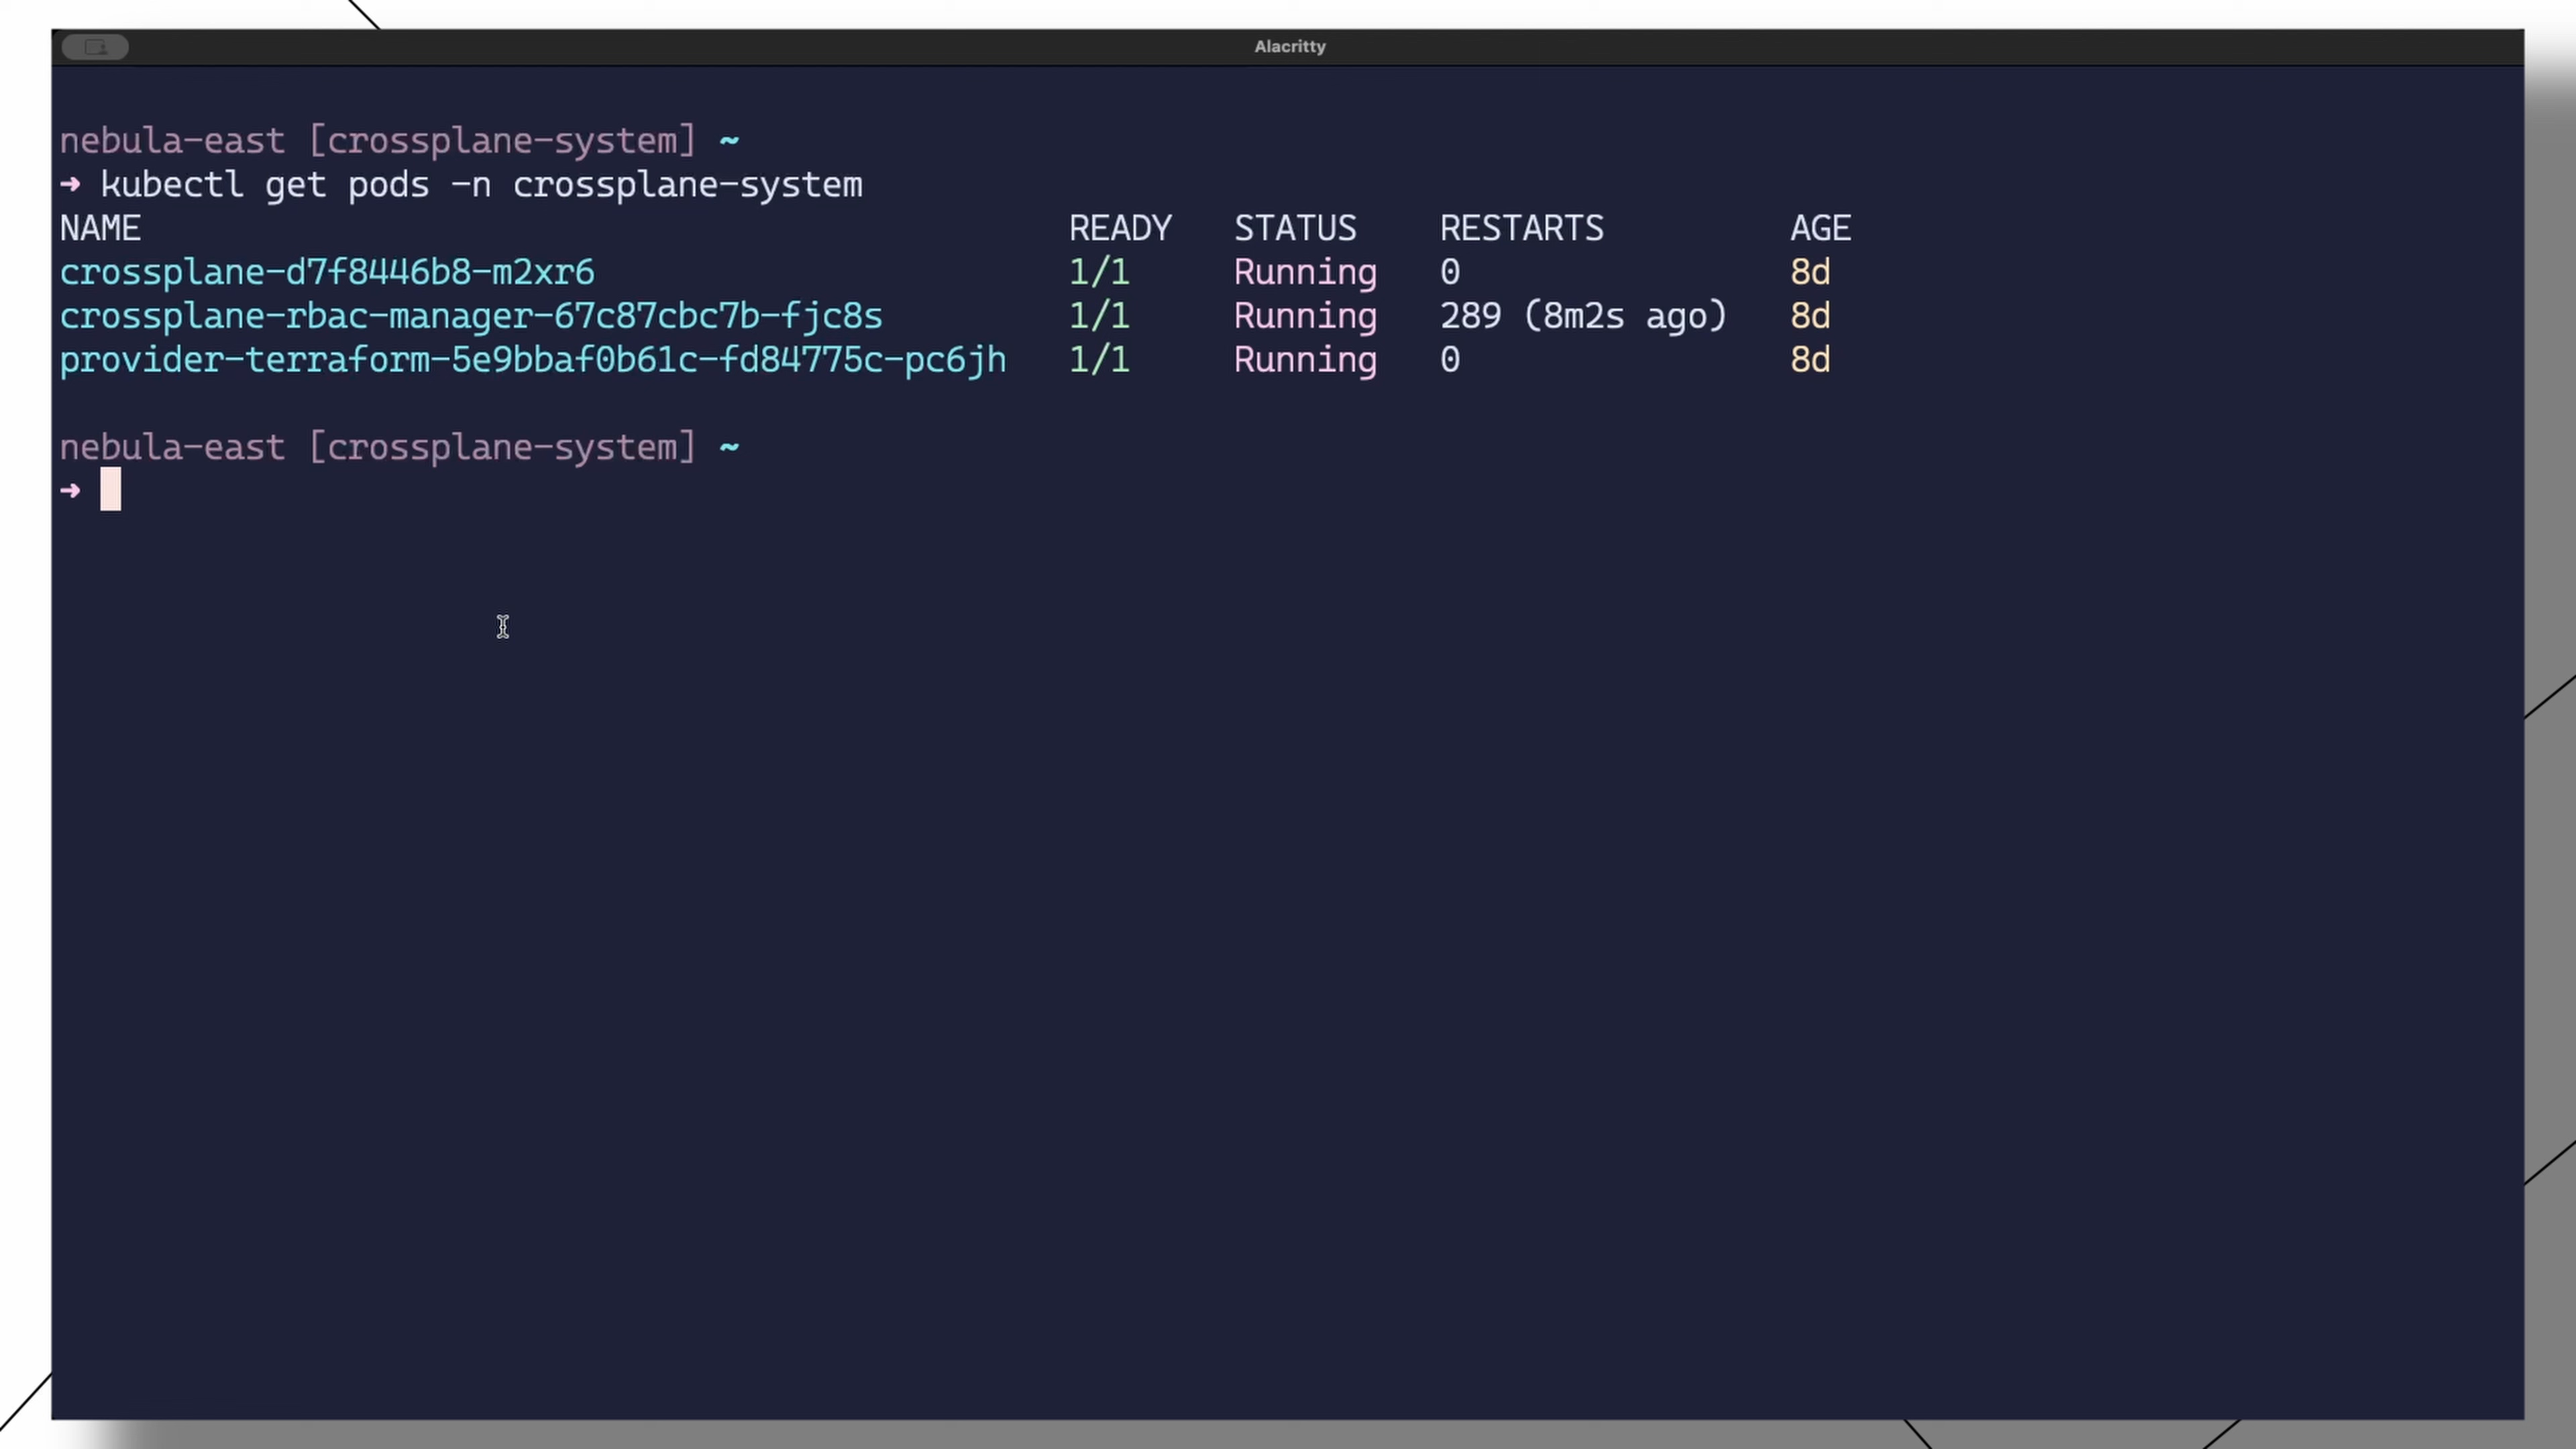 Alacritty
nebula-east [crossplane-system] ~
➜ kubectl get pods -n crossplane-system
NAME READY STATUS RESTARTS AGE
crossplane-d7f8446b8-m2xr6 1/1 Running 0 8d
crossplane-rbac-manager-67c87cbc7b-fjc8s 1/1 Running 289 (8m2s ago) 8d
provider-terraform-5e9bbaf0b61c-fd84775c-pc6jh 1/1 Running 0 8d
nebula-east [crossplane-system] ~
➜